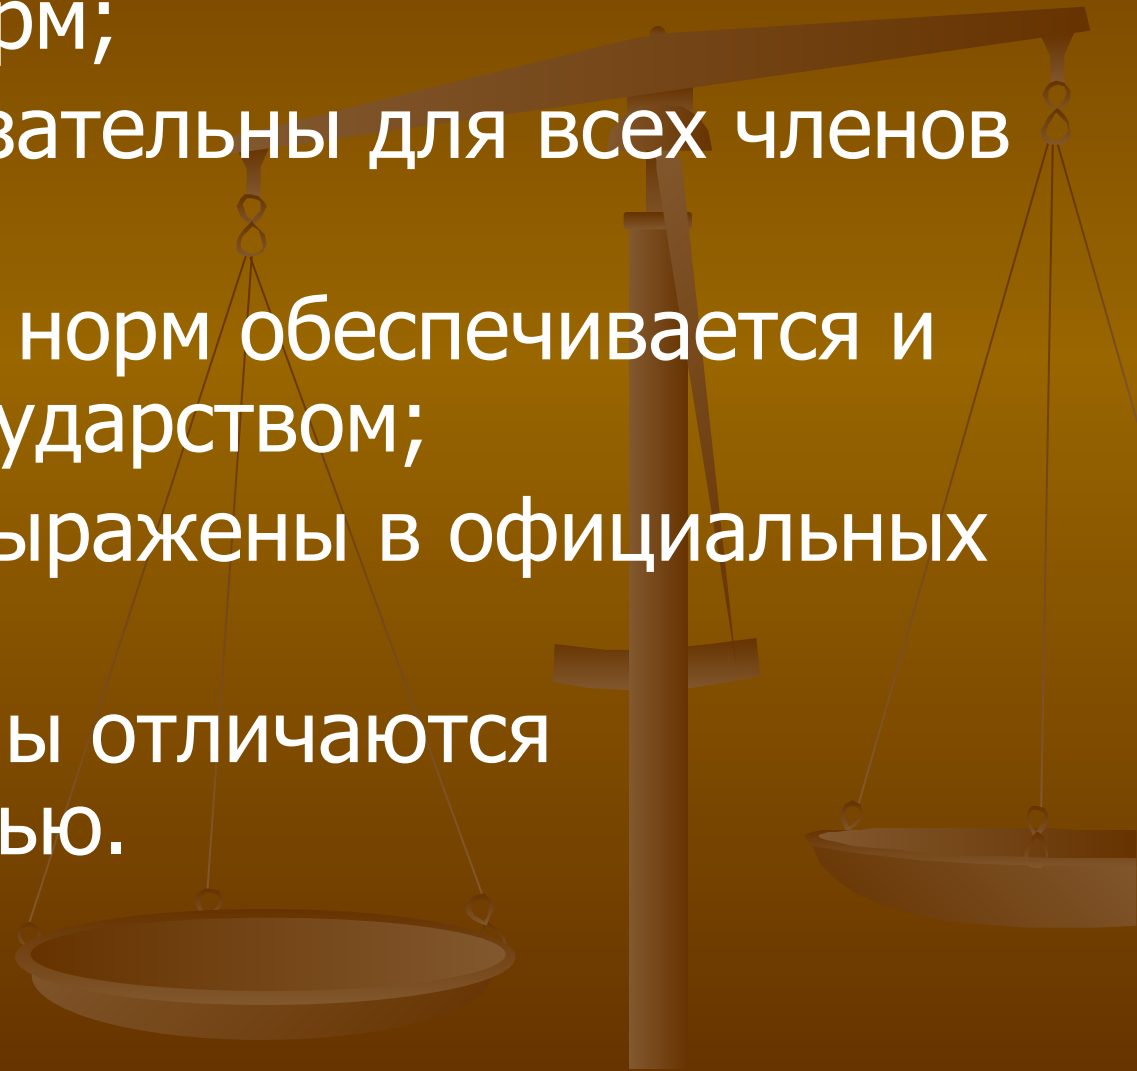 рм;
зательны для всех членов
норм обеспечивается и
ударством;
ыражены в официальных
ы отличаются
ью.